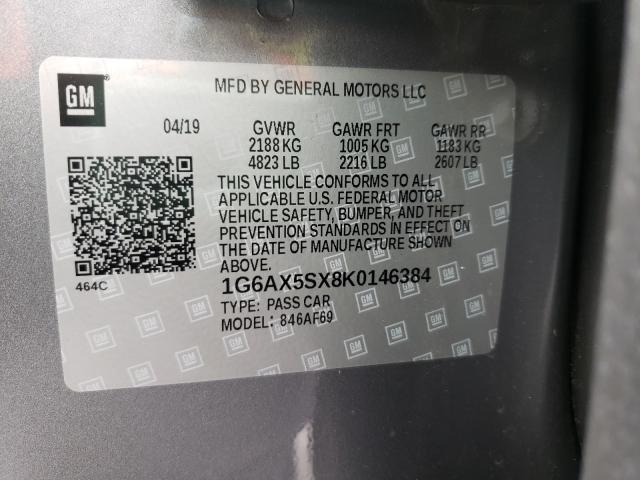 GM
MFD BY GENERAL MOTORS LLC
04/19 GVWR GAWR FRT GAWR RR
2188 KG 1005 KG 1183 KG
4823 LB 2216 LB 2607 LB
THIS VEHICLE CONFORMS TO ALL
APPLICABLE U.S. FEDERAL MOTOR
VEHICLE SAFETY, BUMPER, AND THEFT
PREVENTION STANDARDS IN EFFECT ON
THE DATE OF MANUFACTURE SHOWN
ABOVE.
464C
1G6AX5SX8K0146384
TYPE: PASS CAR
MODEL: 846AF69